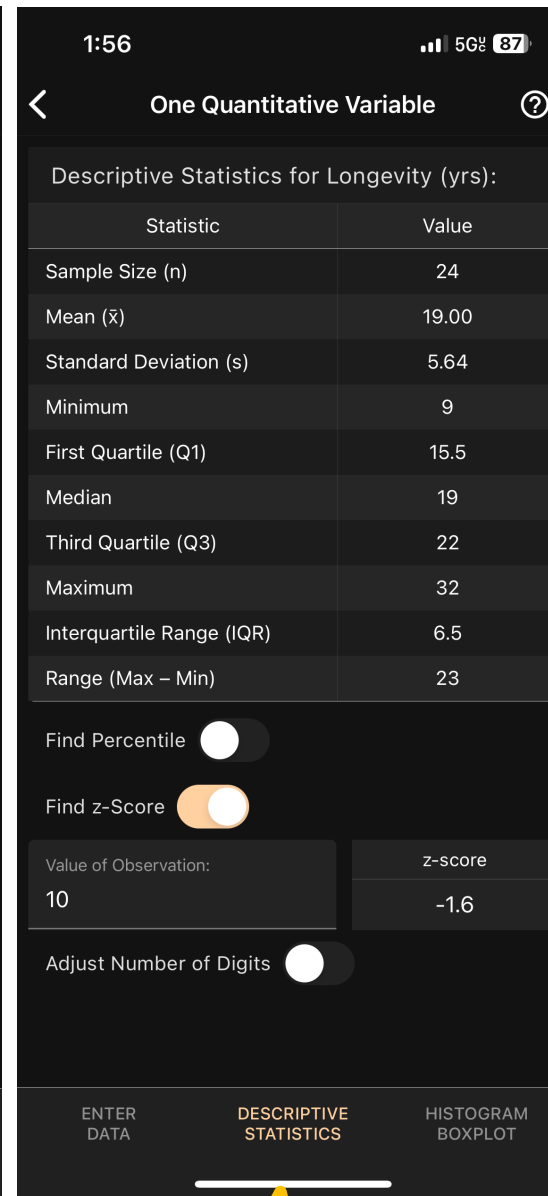 1:56 5G 87
One Quantitative Variable ?
Descriptive Statistics for Longevity (yrs):
Statistic Value
Sample Size (n) 24
Mean (x̄) 19.00
Standard Deviation (s) 5.64
Minimum 9
First Quartile (Q1) 15.5
Median 19
Third Quartile (Q3) 22
Maximum 32
Interquartile Range (IQR) 6.5
Range (Max – Min) 23
Find Percentile
Find z-Score
Value of Observation: z-score
10 -1.6
Adjust Number of Digits
ENTER DESCRIPTIVE HISTOGRAM
DATA STATISTICS BOXPLOT